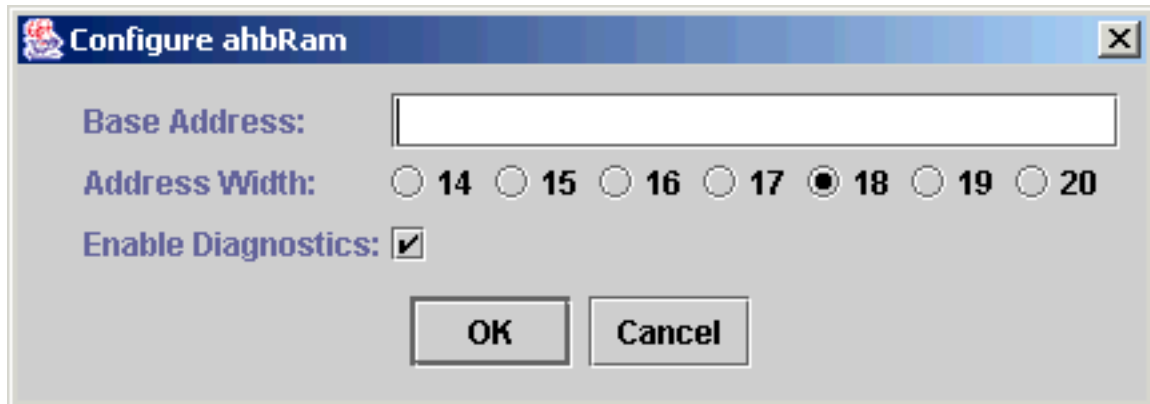 Configure ahbRam
Base Address:
Address Width: 14 15 16 17 18 19 20
Enable Diagnostics:
OK Cancel